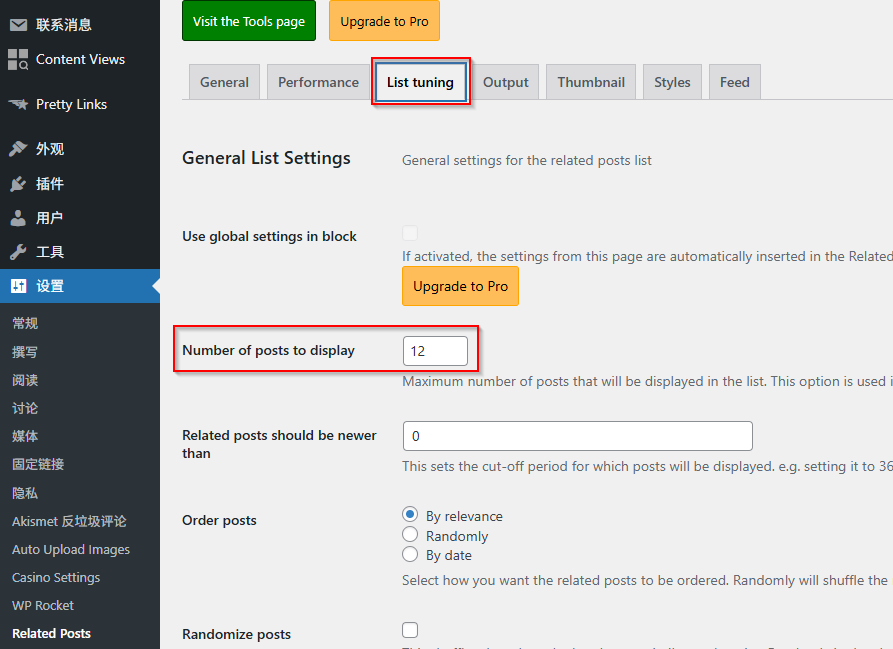 联系消息
Content Views
Pretty Links
外观
插件
用户
工具
设置
常规
撰写
阅读
讨论
媒体
固定链接
隐私
Akismet 反垃圾评论
Auto Upload Images
Casino Settings
WP Rocket
Related Posts
Visit the Tools page
Upgrade to Pro
General
Performance
List tuning
Output
Thumbnail
Styles
Feed
General List Settings
General settings for the related posts list
Use global settings in block
If activated, the settings from this page are automatically inserted in the Related
Upgrade to Pro
Number of posts to display
12
Maximum number of posts that will be displayed in the list. This option is used i
Related posts should be newer
than
0
This sets the cut-off period for which posts will be displayed. e.g. setting it to 36
Order posts
By relevance
Randomly
By date
Select how you want the related posts to be ordered. Randomly will shuffle the
Randomize posts